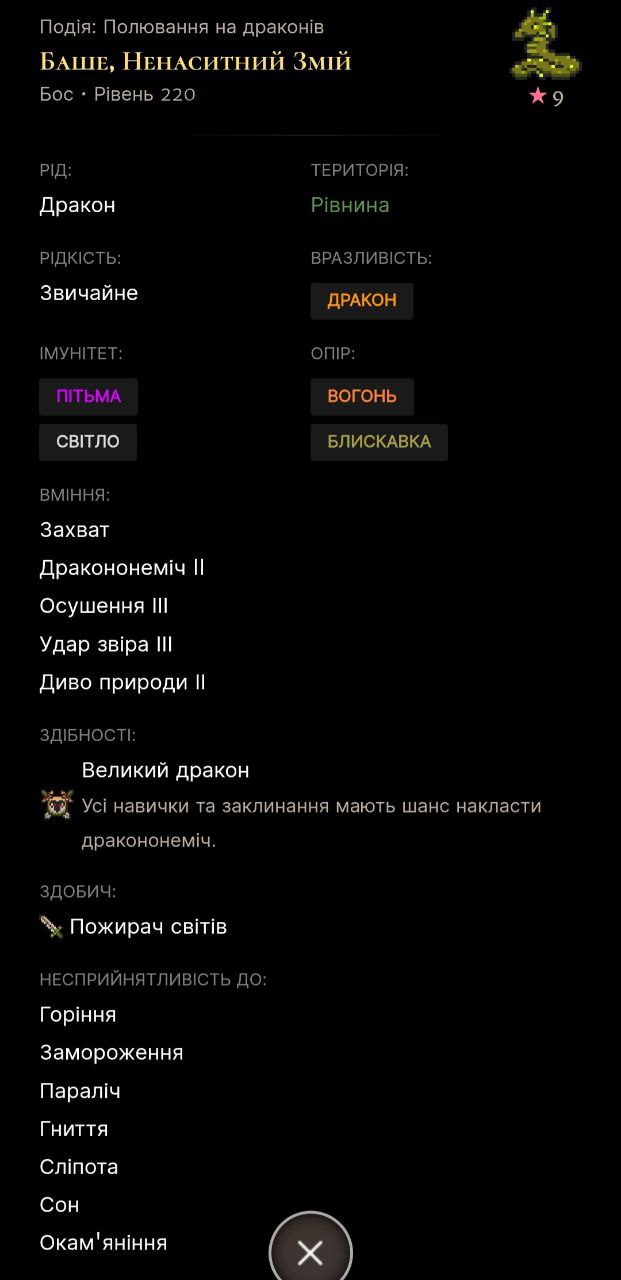 Подія: Полювання на драконів
Баше, Ненаситний Змій
Бос • Рівень 220
★ 9
РІД:
Дракон
ТЕРИТОРІЯ:
Рівнина
РІДКІСТЬ:
Звичайне
ВРАЗЛИВІСТЬ:
ДРАКОН
ІМУНІТЕТ:
ПІТЬМА
СВІТЛО
ОПІР:
ВОГОНЬ
БЛИСКАВКА
ВМІННЯ:
Захват
Дракононеміч II
Осушення III
Удар звіра III
Диво природи II
ЗДІБНОСТІ:
Великий дракон
Усі навички та заклинання мають шанс накласти
дракононеміч.
ЗДОБИЧ:
Пожирач світів
НЕСПРИЙНЯТЛИВІСТЬ ДО:
Горіння
Замороження
Параліч
Гниття
Сліпота
Сон
Окам'яніння